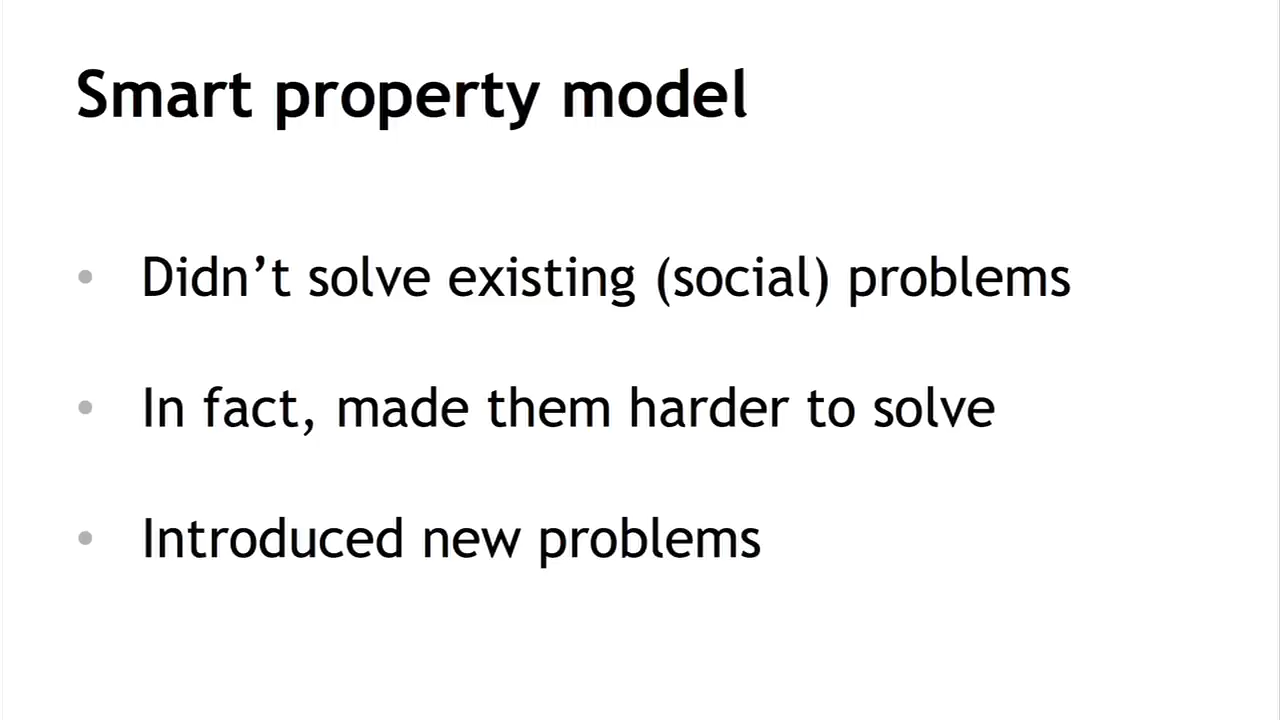 Smart property model
• Didn’t solve existing (social) problems
• In fact, made them harder to solve
• Introduced new problems